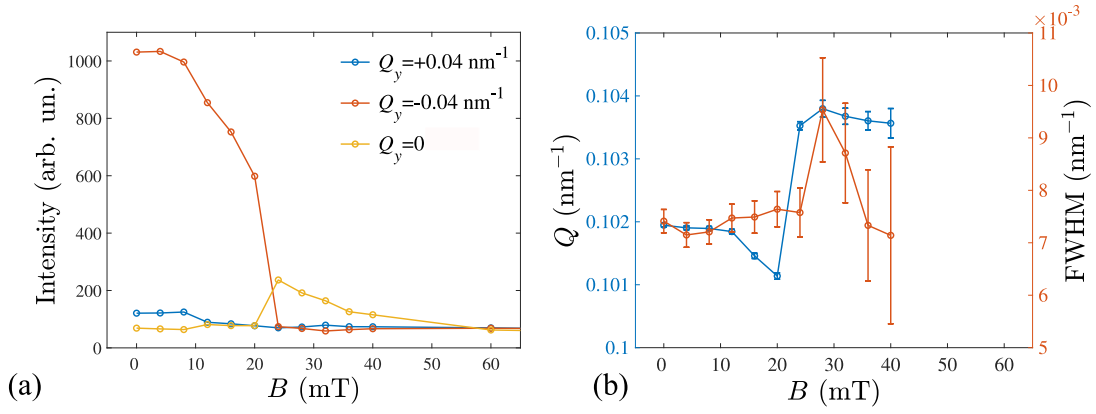 1000
800
600
400
200
0
Intensity (arb. un.)
Q_y=+0.04 nm⁻¹
Q_y=-0.04 nm⁻¹
Q_y=0
0 10 20 30 40 50 60
B (mT)
(a)
0.105
0.104
0.103
0.102
0.101
0.1
Q (nm⁻¹)
×10⁻³
11
10
9
8
7
6
5
FWHM (nm⁻¹)
0 10 20 30 40 50 60
B (mT)
(b)